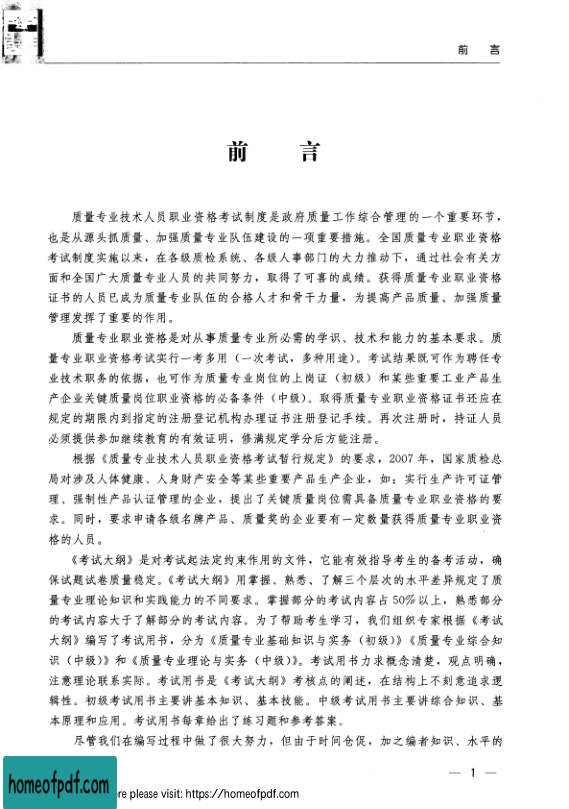 前 言
前 言
质量专业技术人员职业资格考试制度是政府质量工作综合管理的一个重要环节，
也是从源头抓质量、加强质量专业队伍建设的一项重要措施。全国质量专业职业资格
考试制度实施以来，在各级质检系统、各级人事部门的大力推动下，通过社会有关方
面和全国广大质量专业人员的共同努力，取得了可喜的成绩。获得质量专业职业资格
证书的人员已成为质量专业队伍的合格人才和骨干力量，为提高产品质量、加强质量
管理发挥了重要的作用。
质量专业职业资格是对从事质量专业所必需的学识、技术和能力的基本要求。质
量专业职业资格考试实行一考多用（一次考试，多种用途）。考试结果既可作为聘任专
业技术职务的依据，也可作为质量专业岗位的上岗证（初级）和某些重要工业产品生
产企业关键质量岗位职业资格的必备条件（中级）。取得质量专业职业资格证书还应在
规定的期限内到指定的注册登记机构办理证书注册登记手续。再次注册时，持证人员
必须提供参加继续教育的有效证明，修满规定学分后方能注册。
根据《质量专业技术人员职业资格考试暂行规定》的要求，2007年，国家质检总
局对涉及人体健康、人身财产安全等某些重要产品生产企业，如：实行生产许可证管
理、强制性产品认证管理的企业，提出了关键质量岗位需具备质量专业职业资格的要
求。同时，要求申请各级名牌产品、质量奖的企业要有一定数量获得质量专业职业资
格的人员。
《考试大纲》是对考试起法定约束作用的文件，它能有效指导考生的备考活动，确
保试题试卷质量稳定。《考试大纲》用掌握、熟悉、了解三个层次的水平差异规定了质
量专业理论知识和实践能力的不同要求。掌握部分的考试内容占50%以上，熟悉部分
的考试内容大于了解部分的考试内容。为了帮助考生学习，我们组织专家根据《考试
大纲》编写了考试用书，分为《质量专业基础知识与实务（初级）》《质量专业综合知
识（中级）》和《质量专业理论与实务（中级）》。考试用书力求概念清楚，观点明确，
注意理论联系实际。考试用书是《考试大纲》考核点的阐述，在结构上不刻意追求逻
辑性。初级考试用书主要讲基本知识、基本技能。中级考试用书主要讲综合知识、基
本原理和应用。考试用书每章给出了练习题和参考答案。
尽管我们在编写过程中做了很大努力，但由于时间仓促，加之编者知识、水平的
— 1 —
homeofpdf.com
re please visit: https://homeofpdf.com